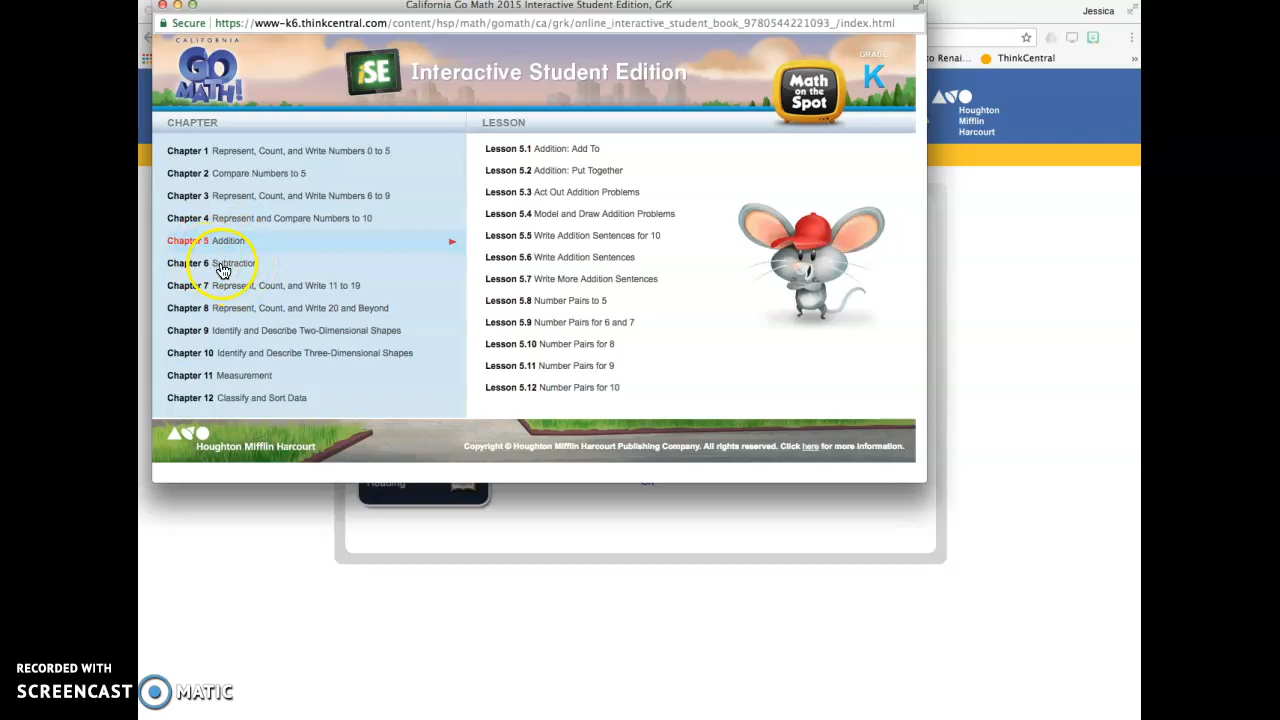 California Go Math 2015 Interactive Student Edition, GrK
Jessica
Secure https://www-k6.thinkcentral.com/content/hsp/math/gomath/ca/grk/online_interactive_student_book_9780544221093_/index.html
CALIFORNIA
GO MATH!
iSE Interactive Student Edition
Math on the Spot
GRADE K
co Renai...
ThinkCentral
»
Houghton
Mifflin
Harcourt
CHAPTER
Chapter 1 Represent, Count, and Write Numbers 0 to 5
Chapter 2 Compare Numbers to 5
Chapter 3 Represent, Count, and Write Numbers 6 to 9
Chapter 4 Represent and Compare Numbers to 10
Chapter 5 Addition
Chapter 6 Subtraction
Chapter 7 Represent, Count, and Write 11 to 19
Chapter 8 Represent, Count, and Write 20 and Beyond
Chapter 9 Identify and Describe Two-Dimensional Shapes
Chapter 10 Identify and Describe Three-Dimensional Shapes
Chapter 11 Measurement
Chapter 12 Classify and Sort Data
LESSON
Lesson 5.1 Addition: Add To
Lesson 5.2 Addition: Put Together
Lesson 5.3 Act Out Addition Problems
Lesson 5.4 Model and Draw Addition Problems
Lesson 5.5 Write Addition Sentences for 10
Lesson 5.6 Write Addition Sentences
Lesson 5.7 Write More Addition Sentences
Lesson 5.8 Number Pairs to 5
Lesson 5.9 Number Pairs for 6 and 7
Lesson 5.10 Number Pairs for 8
Lesson 5.11 Number Pairs for 9
Lesson 5.12 Number Pairs for 10
Houghton Mifflin Harcourt
Copyright © Houghton Mifflin Harcourt Publishing Company. All rights reserved. Click here for more information.
Reading
RECORDED WITH
SCREENCAST MATIC